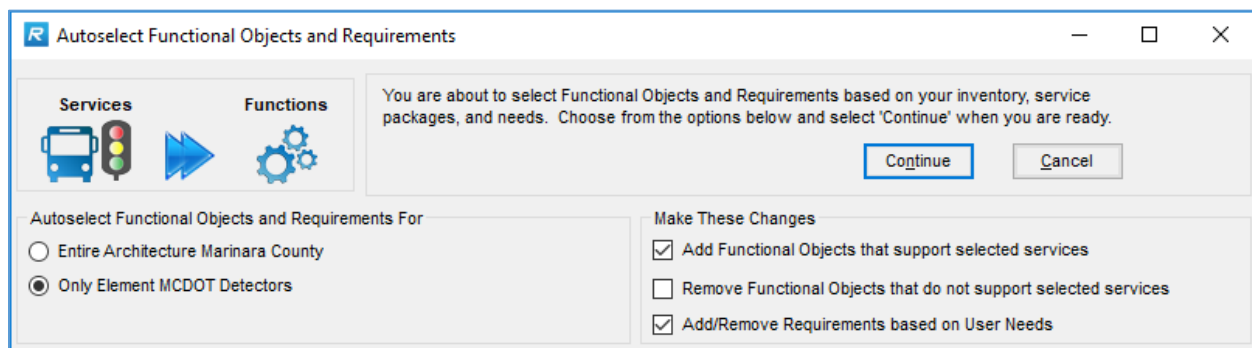 Autoselect Functional Objects and Requirements
Services
Functions
You are about to select Functional Objects and Requirements based on your inventory, service
packages, and needs. Choose from the options below and select 'Continue' when you are ready.
Continue
Cancel
Autoselect Functional Objects and Requirements For
Entire Architecture Marinara County
Only Element MCDOT Detectors
Make These Changes
Add Functional Objects that support selected services
Remove Functional Objects that do not support selected services
Add/Remove Requirements based on User Needs